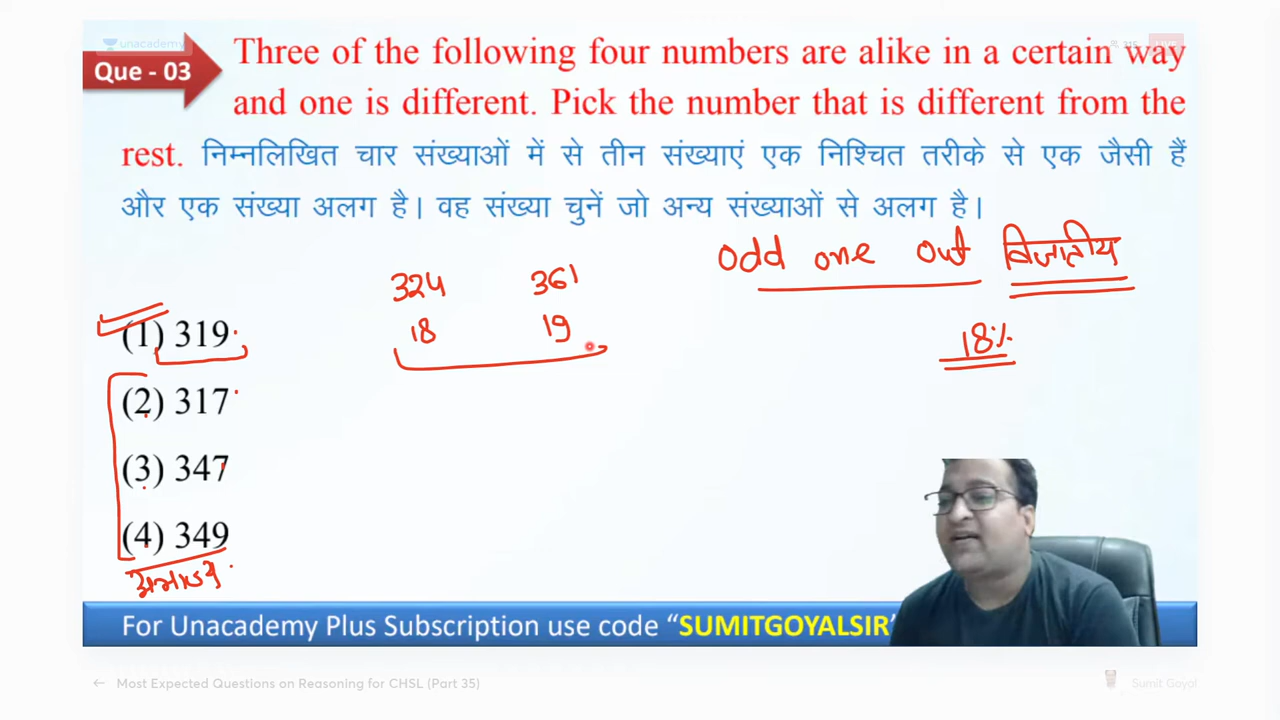 unacademy
Que - 03
Three of the following four numbers are alike in a certain way
and one is different. Pick the number that is different from the
rest. निम्नलिखित चार संख्याओं में से तीन संख्याएं एक निश्चित तरीके से एक जैसी हैं
और एक संख्या अलग है। वह संख्या चुनें जो अन्य संख्याओं से अलग है।
odd one out विजातीय
324 361
18 19
18%
(1) 319
(2) 317
(3) 347
(4) 349
अभाज्य
For Unacademy Plus Subscription use code “SUMITGOYALSIR
Most Expected Questions on Reasoning for CHSL (Part 35)
Sumit Goyal